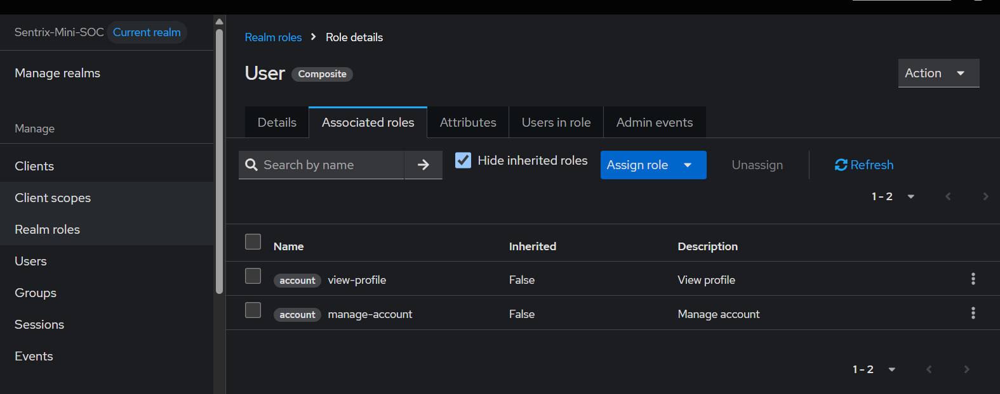 Sentrix-Mini-SOC Current realm
Manage realms
Manage
Clients
Client scopes
Realm roles
Users
Groups
Sessions
Events
Realm roles Role details
User Composite
Action
Details Associated roles Attributes Users in role Admin events
Search by name Hide inherited roles Assign role Unassign Refresh
1 - 2
Name Inherited Description
account view-profile False View profile
account manage-account False Manage account
1 - 2